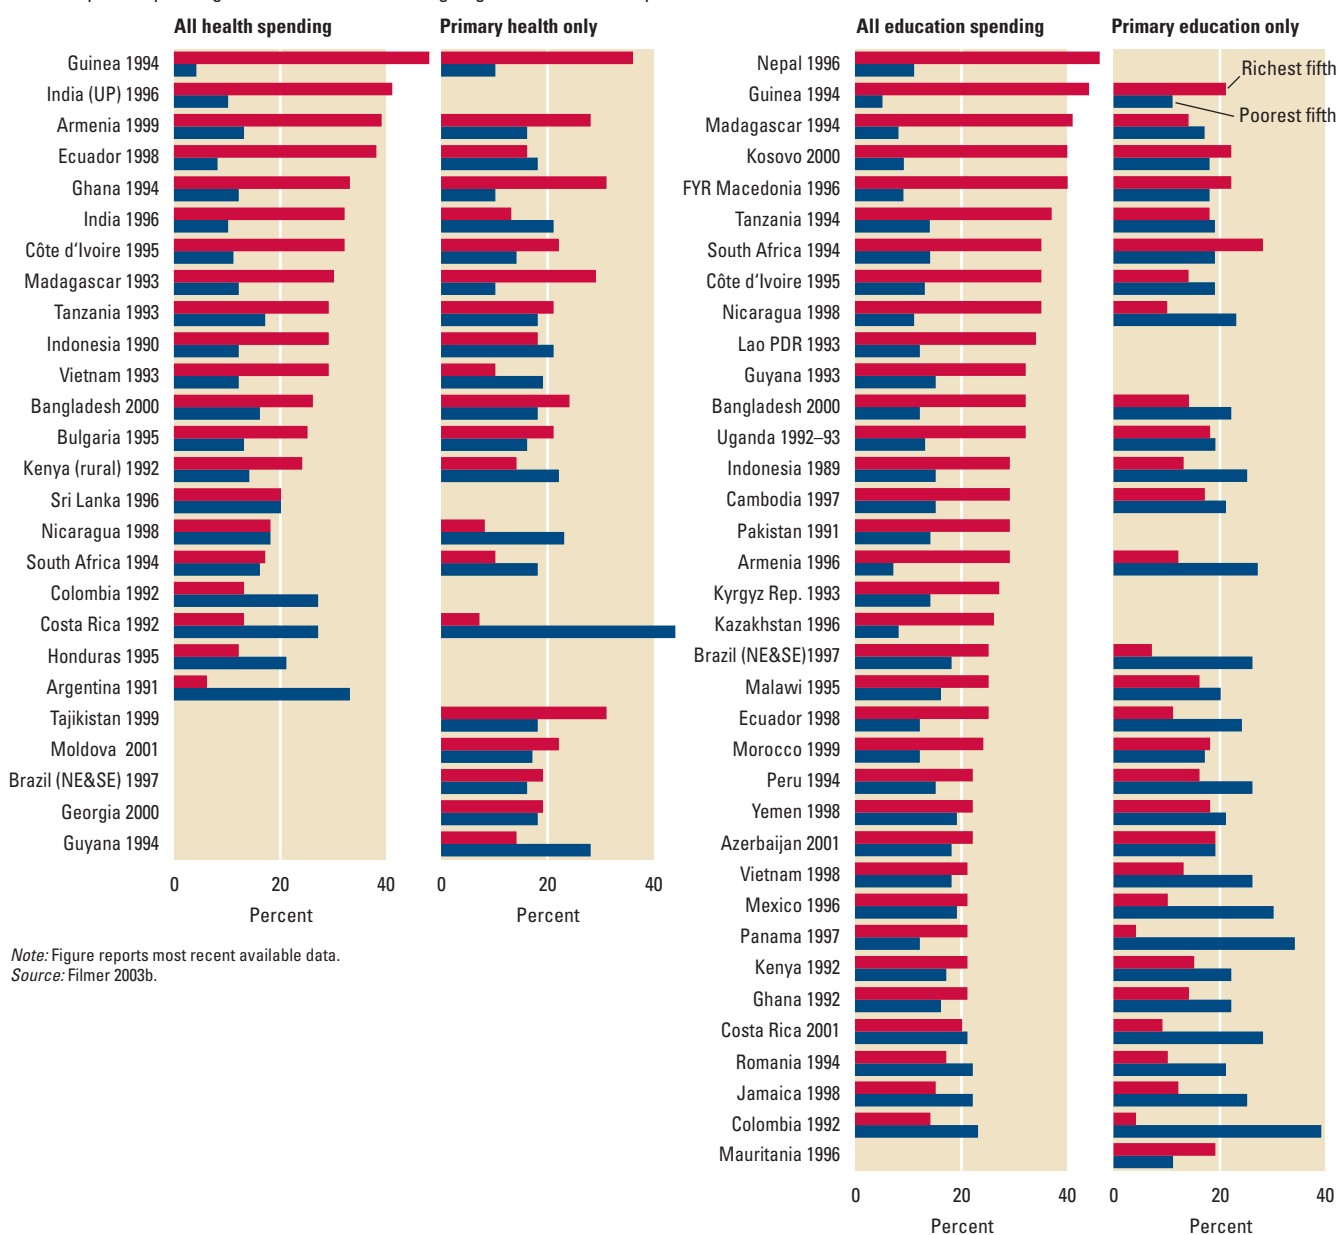 All health spending
Primary health only
Guinea 1994
India (UP) 1996
Armenia 1999
Ecuador 1998
Ghana 1994
India 1996
Côte d'Ivoire 1995
Madagascar 1993
Tanzania 1993
Indonesia 1990
Vietnam 1993
Bangladesh 2000
Bulgaria 1995
Kenya (rural) 1992
Sri Lanka 1996
Nicaragua 1998
South Africa 1994
Colombia 1992
Costa Rica 1992
Honduras 1995
Argentina 1991
Tajikistan 1999
Moldova 2001
Brazil (NE&SE) 1997
Georgia 2000
Guyana 1994
0 20 40 0 20 40
Percent Percent
Note: Figure reports most recent available data.
Source: Filmer 2003b.
All education spending
Primary education only
Richest fifth
Poorest fifth
Nepal 1996
Guinea 1994
Madagascar 1994
Kosovo 2000
FYR Macedonia 1996
Tanzania 1994
South Africa 1994
Côte d'Ivoire 1995
Nicaragua 1998
Lao PDR 1993
Guyana 1993
Bangladesh 2000
Uganda 1992–93
Indonesia 1989
Cambodia 1997
Pakistan 1991
Armenia 1996
Kyrgyz Rep. 1993
Kazakhstan 1996
Brazil (NE&SE)1997
Malawi 1995
Ecuador 1998
Morocco 1999
Peru 1994
Yemen 1998
Azerbaijan 2001
Vietnam 1998
Mexico 1996
Panama 1997
Kenya 1992
Ghana 1992
Costa Rica 2001
Romania 1994
Jamaica 1998
Colombia 1992
Mauritania 1996
0 20 40 0 20 40
Percent Percent